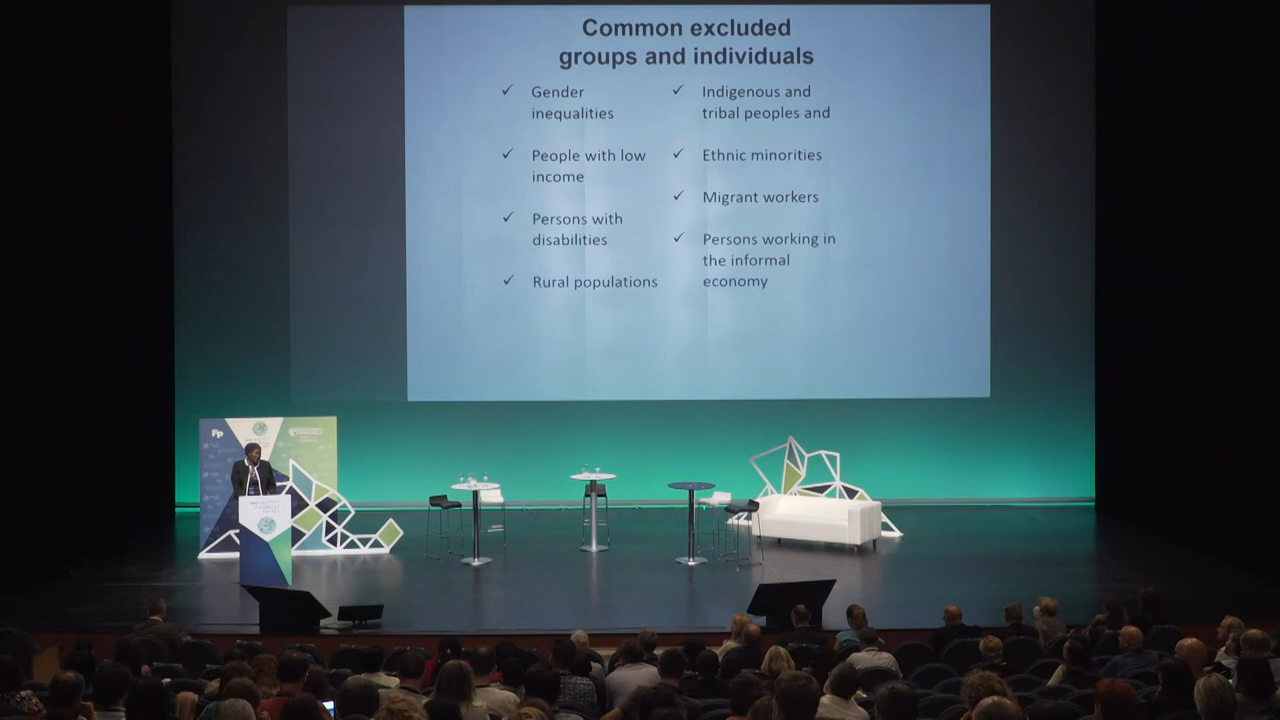 Common excluded
groups and individuals
✓ Gender
inequalities
✓ People with low
income
✓ Persons with
disabilities
✓ Rural populations
✓ Indigenous and
tribal peoples and
✓ Ethnic minorities
✓ Migrant workers
✓ Persons working in
the informal
economy